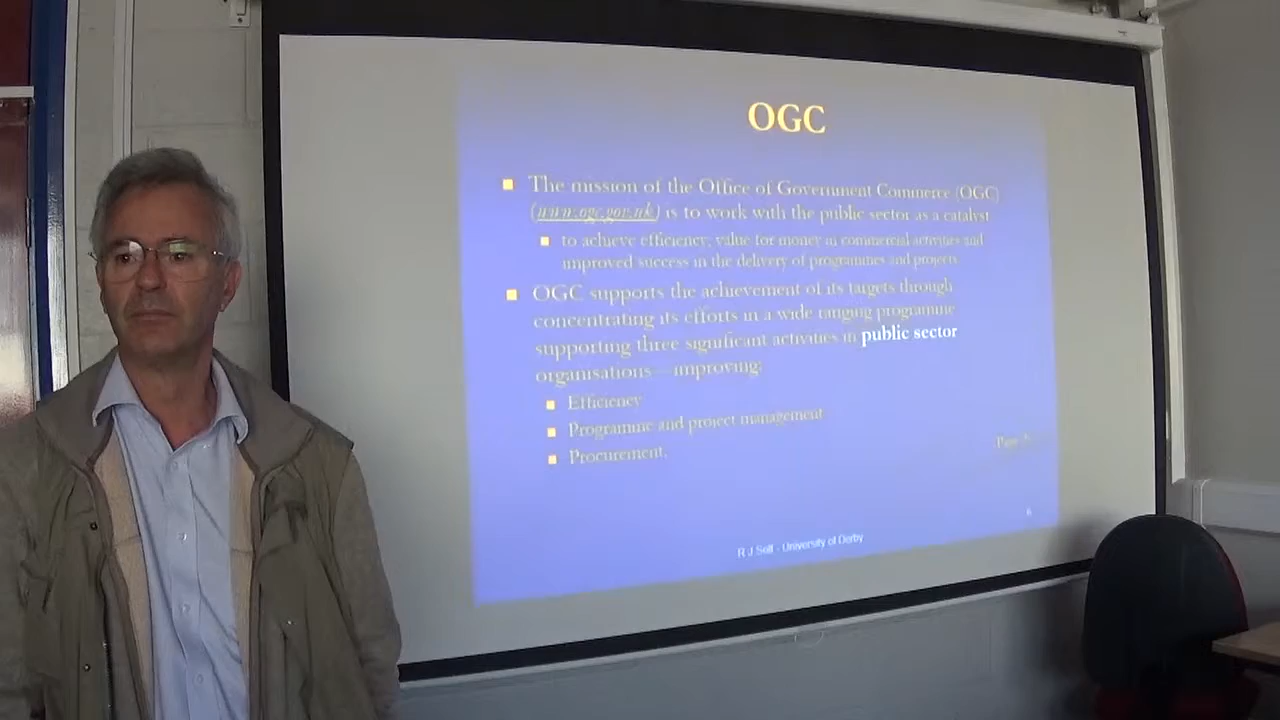 OGC
The mission of the Office of Government Commerce (OGC)
(www.ogc.gov.uk) is to work with the public sector as a catalyst
to achieve efficiency, value for money in commercial activities and
improved success in the delivery of programmes and projects.
OGC supports the achievement of its targets through
concentrating its efforts in a wide ranging programme
supporting three significant activities in public sector
organisations – improving:
Efficiency
Programme and project management
Procurement.
Page
6
R J Self - University of Derby